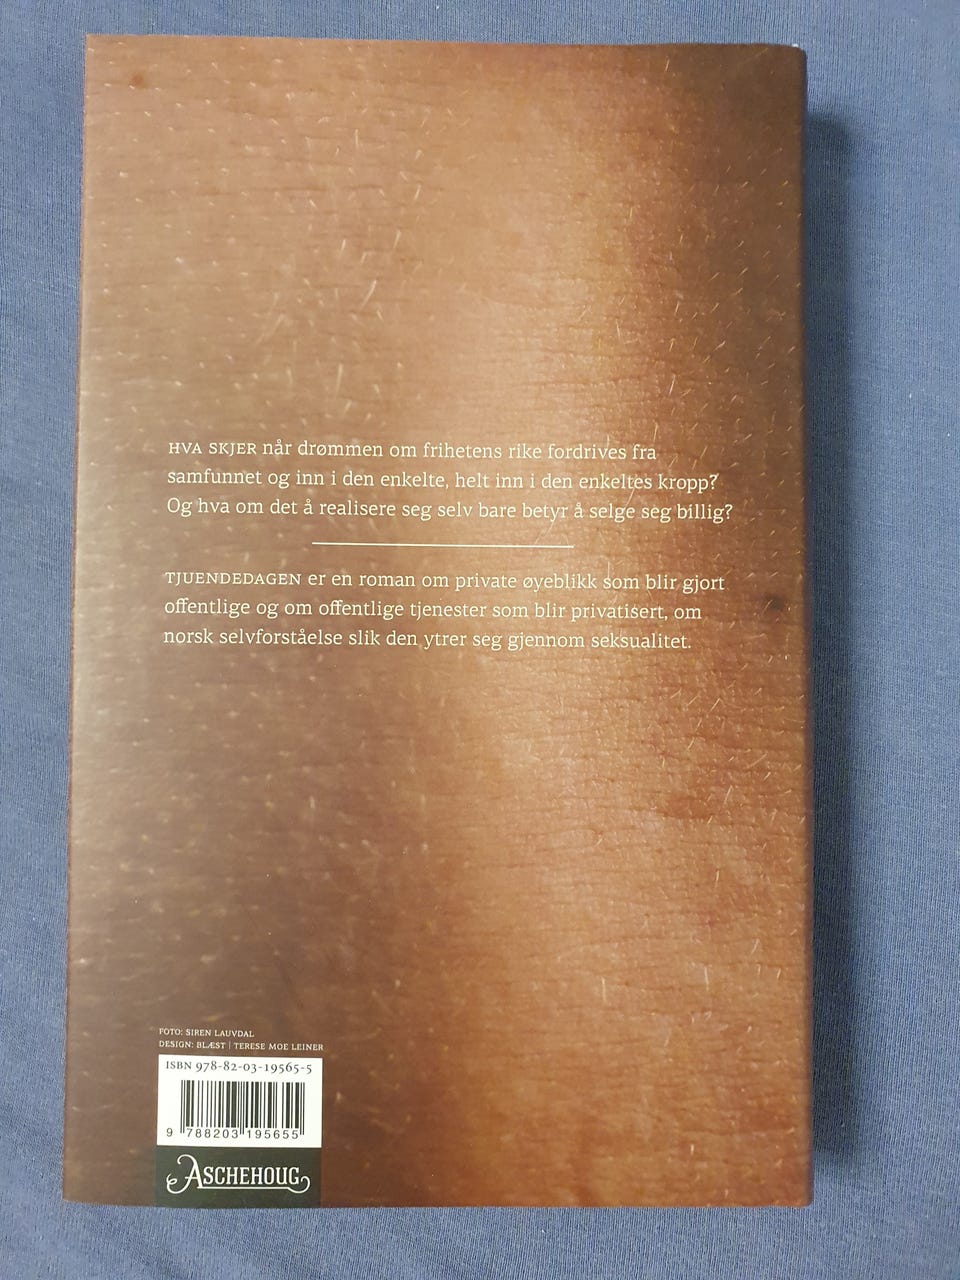 HVA SKJER når drømmen om frihetens rike fordrives fra
samfunnet og inn i den enkelte, helt inn i den enkeltes kropp?
Og hva om det å realisere seg selv bare betyr å selge seg billig?
TJUENDEDAGEN er en roman om private øyeblikk som blir gjort
offentlige og om offentlige tjenester som blir privatisert, om
norsk selvforståelse slik den ytrer seg gjennom seksualitet.
FOTO: SIREN LAUVDAL
DESIGN: BLÆST | TERESE MOE LEINER
ISBN 978-82-03-19565-5
9 788203 195655
ASCHEHOUG